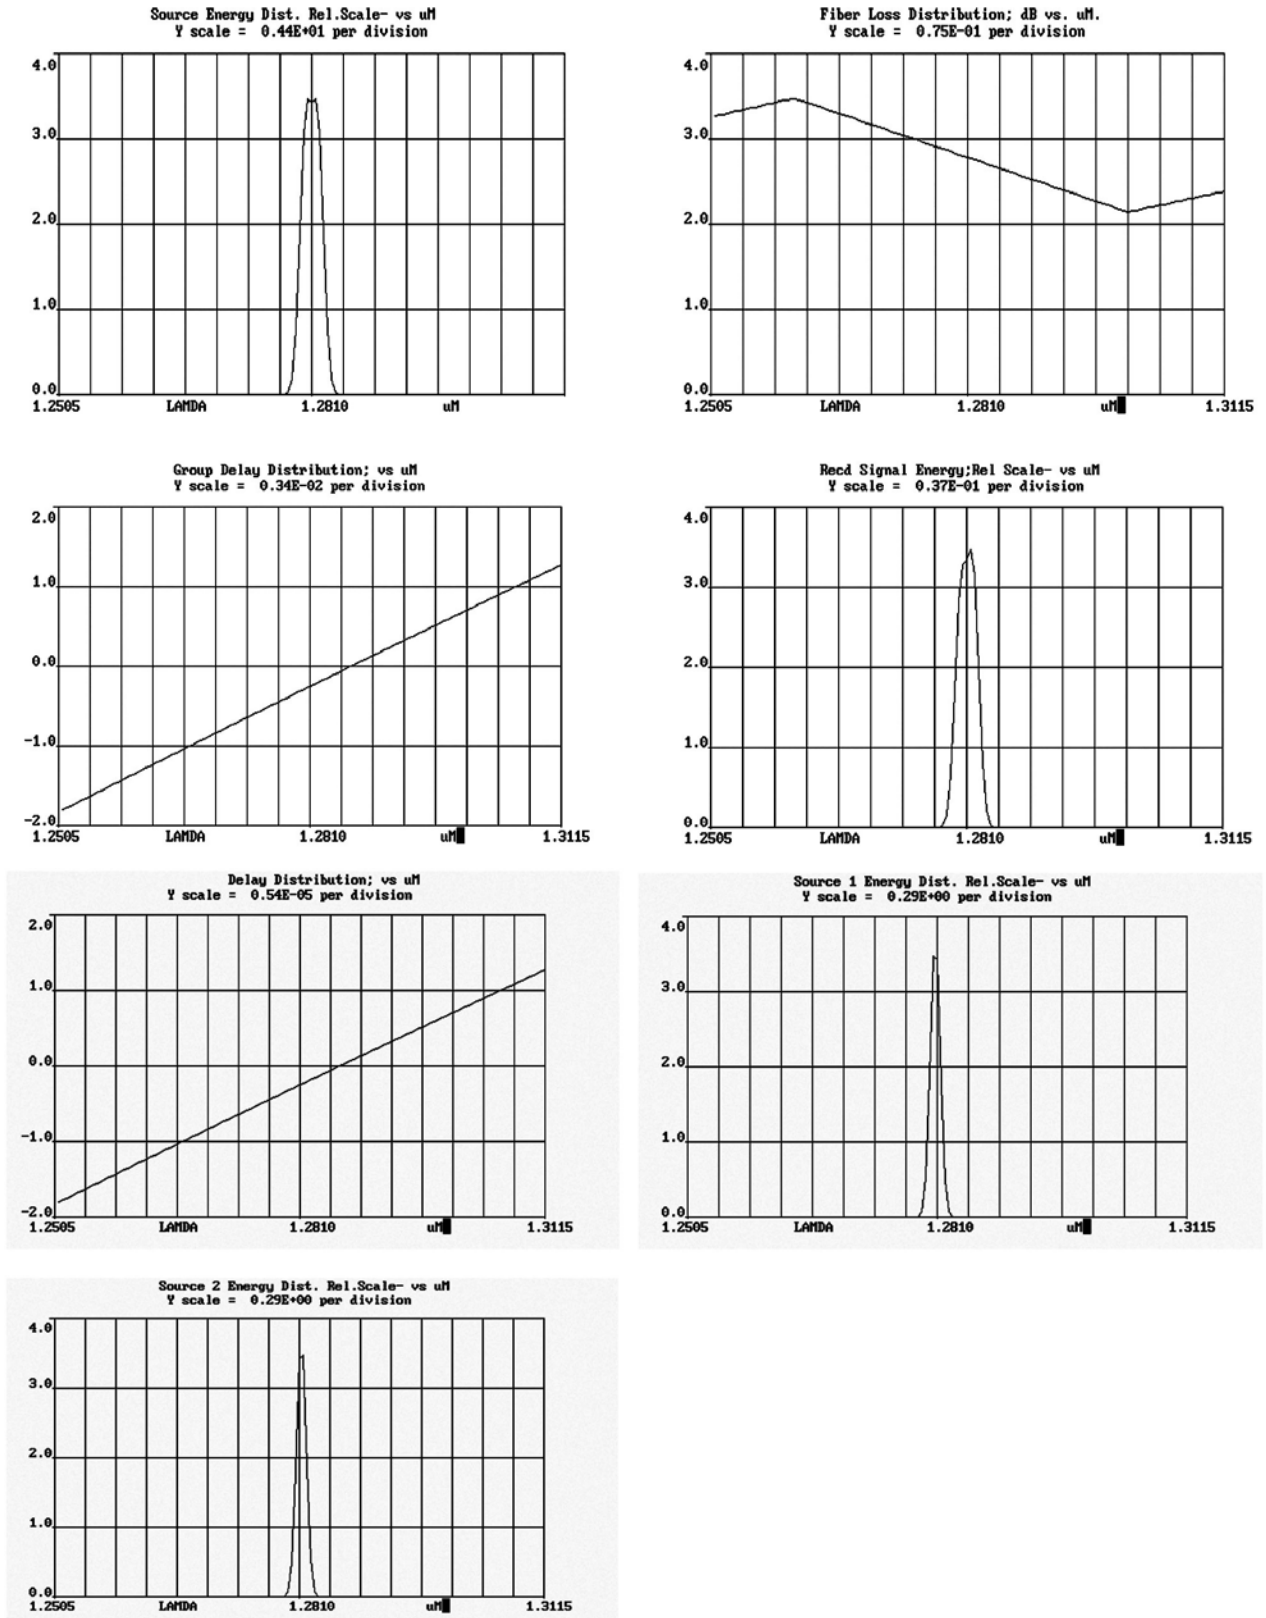 Source Energy Dist. Rel.Scale- vs uM
Y scale =  0.44E+01 per division
4.0
3.0
2.0
1.0
0.0
1.2505 LAMDA 1.2810 uM
Fiber Loss Distribution; dB vs. uM.
Y scale =  0.75E-01 per division
4.0
3.0
2.0
1.0
0.0
1.2505 LAMDA 1.2810 uM 1.3115
Group Delay Distribution; vs uM
Y scale =  0.34E-02 per division
2.0
1.0
0.0
-1.0
-2.0
1.2505 LAMDA 1.2810 uM 1.3115
Recd Signal Energy;Rel Scale- vs uM
Y scale =  0.37E-01 per division
4.0
3.0
2.0
1.0
0.0
1.2505 LAMDA 1.2810 uM 1.3115
Delay Distribution; vs uM
Y scale =  0.54E-05 per division
2.0
1.0
0.0
-1.0
-2.0
1.2505 LAMDA 1.2810 uM 1.3115
Source 1 Energy Dist. Rel.Scale- vs uM
Y scale =  0.29E+00 per division
4.0
3.0
2.0
1.0
0.0
1.2505 LAMDA 1.2810 uM 1.3115
Source 2 Energy Dist. Rel.Scale- vs uM
Y scale =  0.29E+00 per division
4.0
3.0
2.0
1.0
0.0
1.2505 LAMDA 1.2810 uM 1.3115